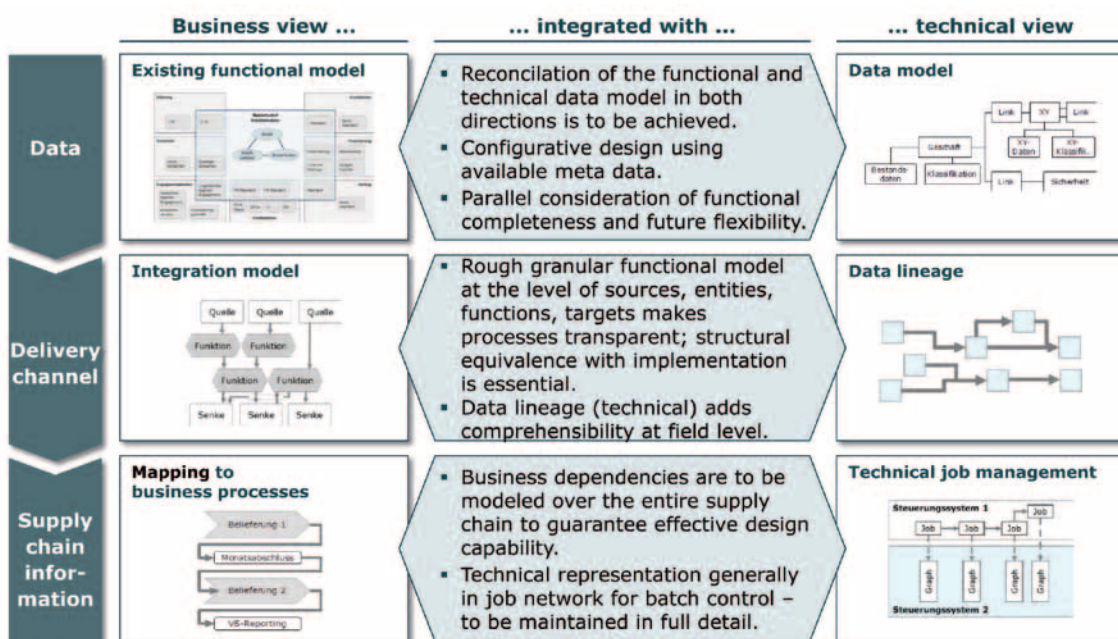 Business view ...
... integrated with ...
... technical view
Data
Existing functional model
▪ Reconcilation of the functional and
technical data model in both
directions is to be achieved.
▪ Configurative design using
available meta data.
▪ Parallel consideration of functional
completeness and future flexibility.
Data model
Link
XY
Link
Geschäft
XY-
Daten
XY-
Klassifik.
Bestands-
daten
Klassifikation
Link
Sicherheit
Delivery
channel
Integration model
Quelle
Quelle
Quelle
Funktion
Funktion
Funktion
Funktion
Senke
Senke
Senke
▪ Rough granular functional model
at the level of sources, entities,
functions, targets makes
processes transparent; structural
equivalence with implementation
is essential.
▪ Data lineage (technical) adds
comprehensibility at field level.
Data lineage
Supply
chain
infor-
mation
Mapping to
business processes
Belieferung 1
Monatsabschluss
Belieferung 2
VS-Reporting
▪ Business dependencies are to be
modeled over the entire supply
chain to guarantee effective design
capability.
▪ Technical representation generally
in job network for batch control –
to be maintained in full detail.
Technical job management
Steuerungssystem 1
Job
Job
Job
Job
Graph
Graph
Graph
Graph
Steuerungssystem 2